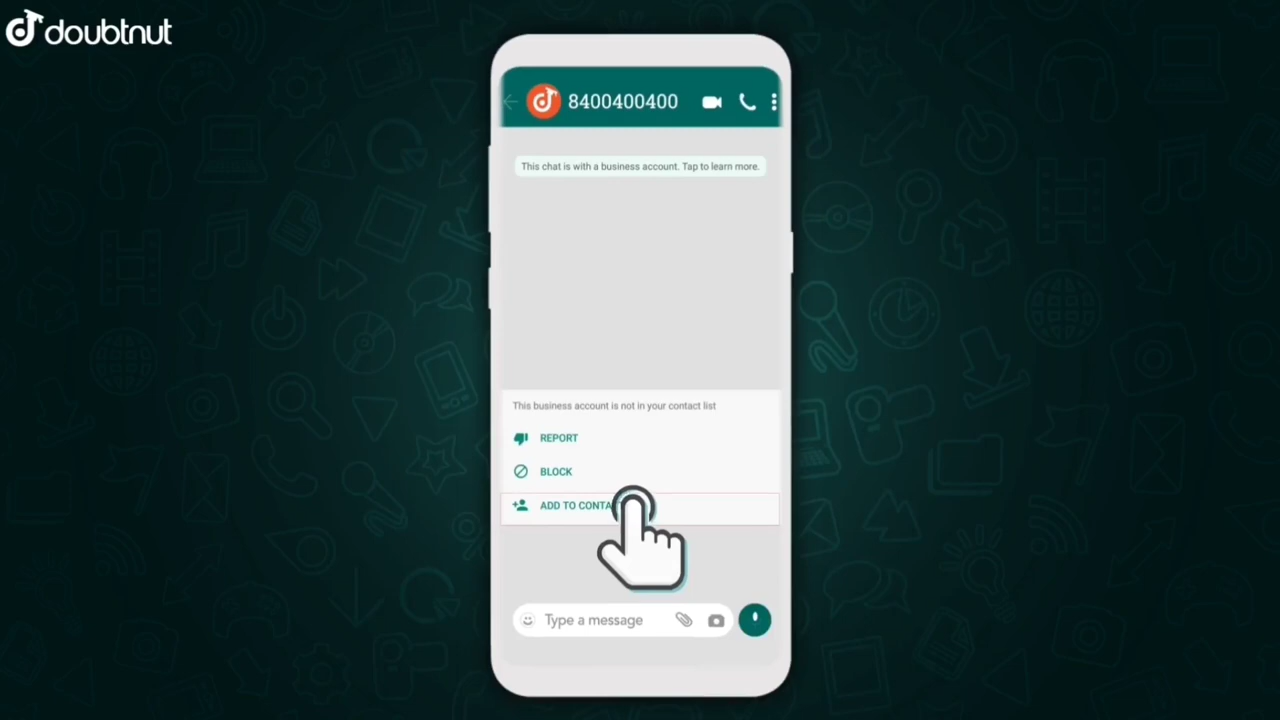 doubtnut
8400400400
This chat is with a business account. Tap to learn more.
This business account is not in your contact list
REPORT
BLOCK
ADD TO
Type a message